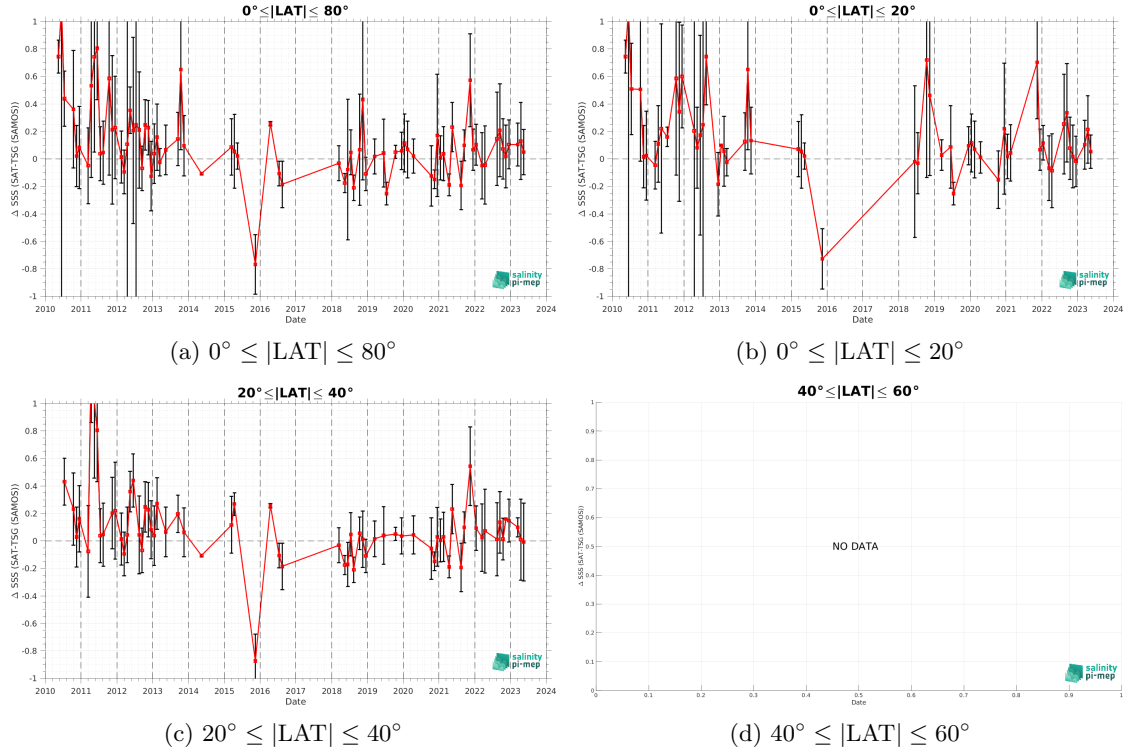 0°≤|LAT|≤ 80°
Δ SSS (SAT-TSG (SAMOS))
1
0.8
0.6
0.4
0.2
0
-0.2
-0.4
-0.6
-0.8
-1
2010 2011 2012 2013 2014 2015 2016 2017 2018 2019 2020 2021 2022 2023 2024
Date
salinity
pi-mep
(a) 0° ≤ |LAT| ≤ 80°
0°≤|LAT|≤ 20°
Δ SSS (SAT-TSG (SAMOS))
1
0.8
0.6
0.4
0.2
0
-0.2
-0.4
-0.6
-0.8
-1
2010 2011 2012 2013 2014 2015 2016 2017 2018 2019 2020 2021 2022 2023 2024
Date
salinity
pi-mep
(b) 0° ≤ |LAT| ≤ 20°
20°≤|LAT|≤ 40°
Δ SSS (SAT-TSG (SAMOS))
1
0.8
0.6
0.4
0.2
0
-0.2
-0.4
-0.6
-0.8
-1
2010 2011 2012 2013 2014 2015 2016 2017 2018 2019 2020 2021 2022 2023 2024
Date
salinity
pi-mep
(c) 20° ≤ |LAT| ≤ 40°
40°≤|LAT|≤ 60°
Δ SSS (SAT-TSG (SAMOS))
1
0.9
0.8
0.7
0.6
0.5
0.4
0.3
0.2
0.1
0
NO DATA
0 0.1 0.2 0.3 0.4 0.5 0.6 0.7 0.8 0.9 1
Date
salinity
pi-mep
(d) 40° ≤ |LAT| ≤ 60°